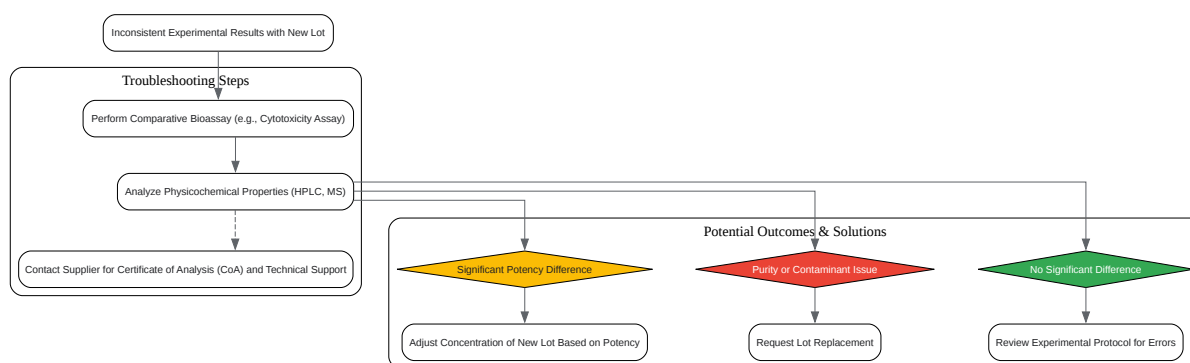 Inconsistent Experimental Results with New Lot
Troubleshooting Steps
Perform Comparative Bioassay (e.g., Cytotoxicity Assay)
Analyze Physicochemical Properties (HPLC, MS)
Contact Supplier for Certificate of Analysis (CoA) and Technical Support
Potential Outcomes & Solutions
Significant Potency Difference
Purity or Contaminant Issue
No Significant Difference
Adjust Concentration of New Lot Based on Potency
Request Lot Replacement
Review Experimental Protocol for Errors